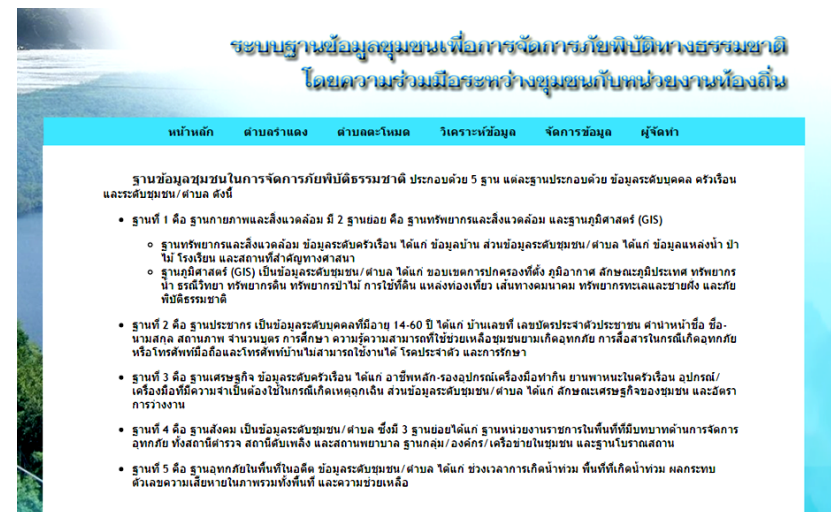 ระบบฐานข้อมูลชุมชนเพื่อการจัดการภัยพิบัติทางธรรมชาติ
โดยความร่วมมือระหว่างชุมชนกับหน่วยงานท้องถิ่น
หน้าหลัก ตำบลรำแดง ตำบลตะโหมด วิเคราะห์ข้อมูล จัดการข้อมูล ผู้จัดทำ
ฐานข้อมูลชุมชนในการจัดการภัยพิบัติธรรมชาติ ประกอบด้วย 5 ฐาน แต่ละฐานประกอบด้วย ข้อมูลระดับบุคคล ครัวเรือน
และระดับชุมชน/ตำบล ดังนี้
• ฐานที่ 1 คือ ฐานกายภาพและสิ่งแวดล้อม มี 2 ฐานย่อย คือ ฐานทรัพยากรและสิ่งแวดล้อม และฐานภูมิศาสตร์ (GIS)
○ ฐานทรัพยากรและสิ่งแวดล้อม ข้อมูลระดับครัวเรือน ได้แก่ ข้อมูลบ้าน ส่วนข้อมูลระดับชุมชน/ตำบล ได้แก่ ข้อมูลแหล่งน้ำ ป่า
ไม้ โรงเรียน และสถานที่สำคัญทางศาสนา
○ ฐานภูมิศาสตร์ (GIS) เป็นข้อมูลระดับชุมชน/ตำบล ได้แก่ ขอบเขตการปกครองที่ตั้ง ภูมิอากาศ ลักษณะภูมิประเทศ ทรัพยากร
น้ำ ธรณีวิทยา ทรัพยากรดิน ทรัพยากรป่าไม้ การใช้ที่ดิน แหล่งท่องเที่ยว เส้นทางคมนาคม ทรัพยากรทะเลและชายฝั่ง และภัย
พิบัติธรรมชาติ
• ฐานที่ 2 คือ ฐานประชากร เป็นข้อมูลระดับบุคคลที่มีอายุ 14-60 ปี ได้แก่ บ้านเลขที่ เลขบัตรประจำตัวประชาชน คำนำหน้าชื่อ ชื่อ-
นามสกุล สถานภาพ จำนวนบุตร การศึกษา ความรู้ความสามารถที่ใช้ช่วยเหลือชุมชนยามเกิดอุทกภัย การสื่อสารในกรณีเกิดอุทกภัย
หรือโทรศัพท์มือถือและโทรศัพท์บ้านไม่สามารถใช้งานได้ โรคประจำตัว และการรักษา
• ฐานที่ 3 คือ ฐานเศรษฐกิจ ข้อมูลระดับครัวเรือน ได้แก่ อาชีพหลัก-รองอุปกรณ์เครื่องมือทำกิน ยานพาหนะในครัวเรือน อุปกรณ์/
เครื่องมือที่มีความจำเป็นต้องใช้ในกรณีเกิดเหตุฉุกเฉิน ส่วนข้อมูลระดับชุมชน/ตำบล ได้แก่ ลักษณะเศรษฐกิจของชุมชน และอัตรา
การว่างงาน
• ฐานที่ 4 คือ ฐานสังคม เป็นข้อมูลระดับชุมชน/ตำบล ซึ่งมี 3 ฐานย่อยได้แก่ ฐานหน่วยงานราชการในพื้นที่ที่มีบทบาทด้านการจัดการ
อุทกภัย ทั้งสถานีตำรวจ สถานีดับเพลิง และสถานพยาบาล ฐานกลุ่ม/องค์กร/เครือข่ายในชุมชน และฐานโบราณสถาน
• ฐานที่ 5 คือ ฐานอุทกภัยในพื้นที่ในอดีต ข้อมูลระดับชุมชน/ตำบล ได้แก่ ช่วงเวลาการเกิดน้ำท่วม พื้นที่ที่เกิดน้ำท่วม ผลกระทบ
ตัวเลขความเสียหายในภาพรวมทั้งพื้นที่ และความช่วยเหลือ